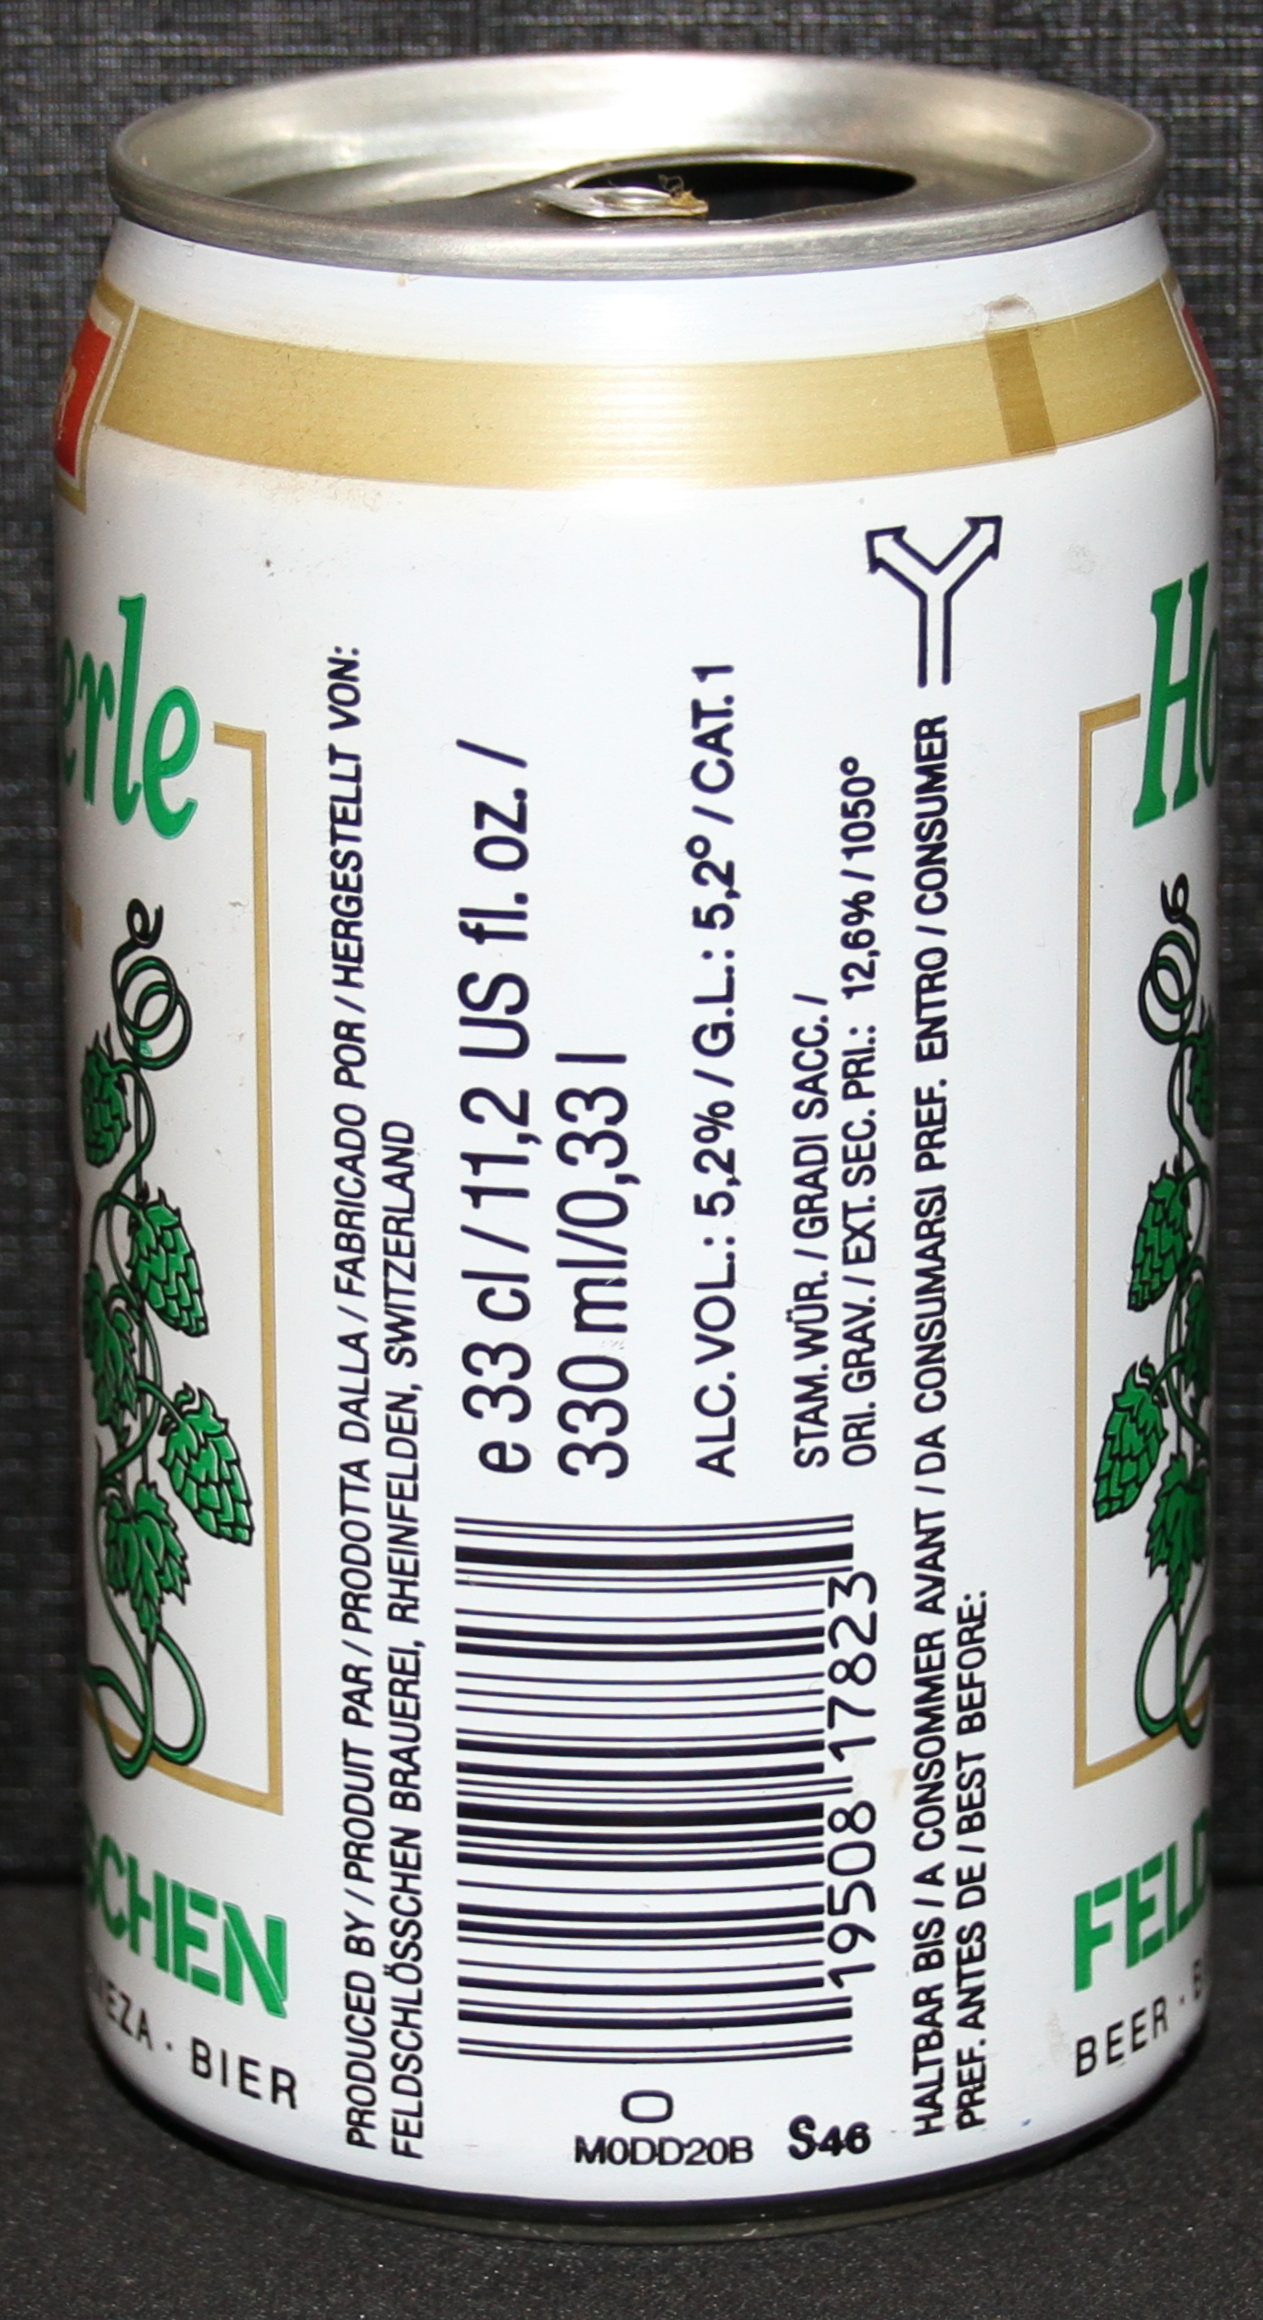 erle
SCHEN
EZA · BIER
PRODUCED BY / PRODUIT PAR / PRODOTTA DALLA / FABRICADO POR / HERGESTELLT VON:
FELDSCHLÖSSCHEN BRAUEREI, RHEINFELDEN, SWITZERLAND
e 33 cl / 11,2 US fl. oz. /
330 ml/0,33 l
ALC. VOL.: 5,2% / G.L.: 5,2° / CAT. 1
STAM. WÜR. / GRADI SACC. /
ORI. GRAV. / EXT. SEC. PRI.: 12,6% / 1050°
0
19508 17823
M0DD20B S46
HALTBAR BIS / A CONSOMMER AVANT / DA CONSUMARSI PREF. ENTRO / CONSUMER
PREF. ANTES DE / BEST BEFORE:
Ho
FELD
BEER · B